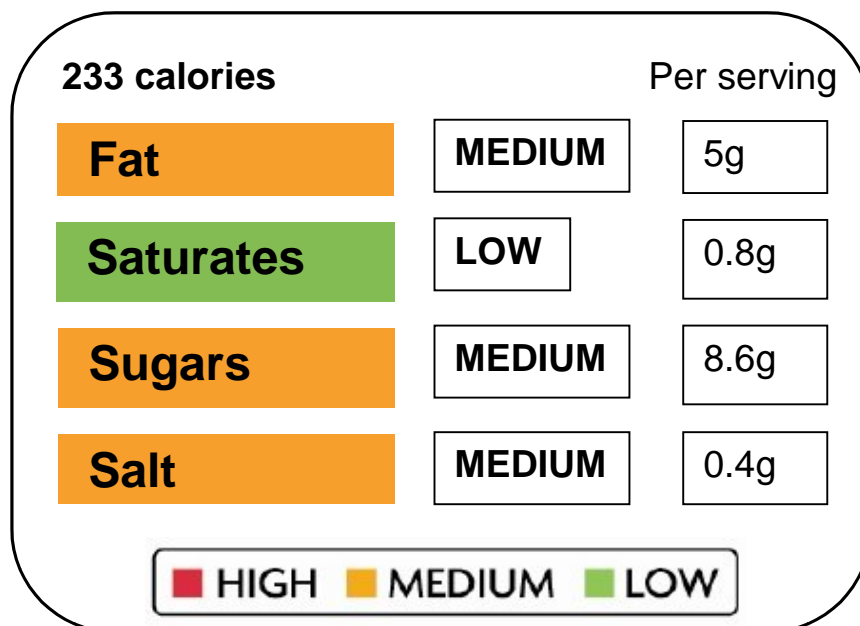 233 calories Per serving
Fat MEDIUM 5g
Saturates LOW 0.8g
Sugars MEDIUM 8.6g
Salt MEDIUM 0.4g
HIGH MEDIUM LOW